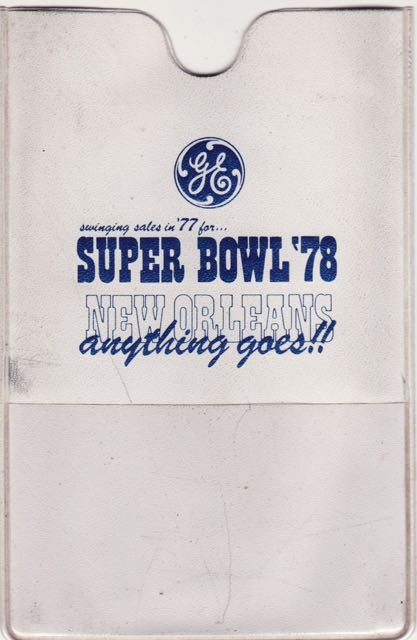 GE
swinging sales in '77 for...
SUPER BOWL '78
NEW ORLEANS
anything goes!!